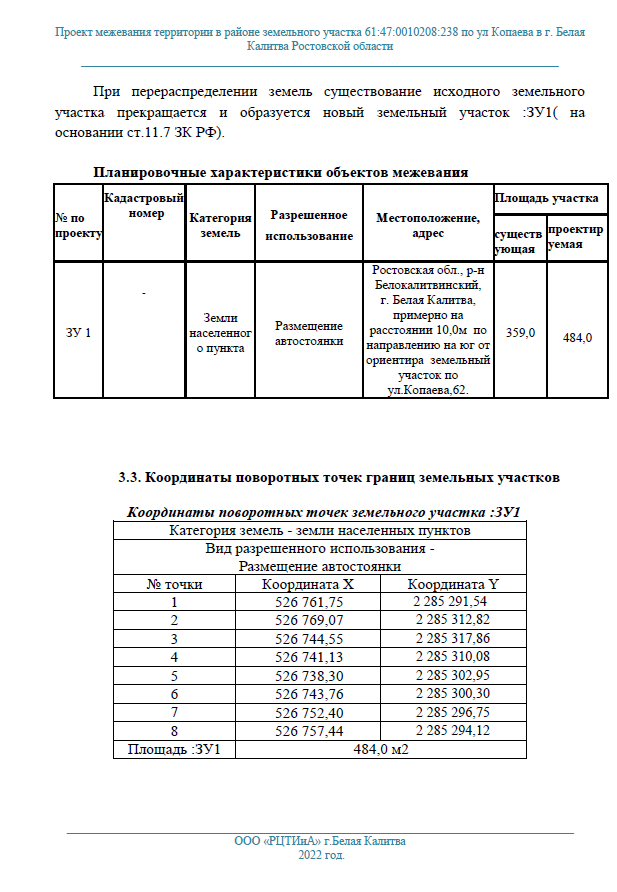 Проект межевания территории в районе земельного участка 61:47:0010208:238 по ул Копаева в г. Белая
Калитва Ростовской области
При перераспределении земель существование исходного земельного
участка прекращается и образуется новый земельный участок :ЗУ1( на
основании ст.11.7 ЗК РФ).
Планировочные характеристики объектов межевания
№ по
проекту
Кадастровый
номер
Категория
земель
Разрешенное
использование
Местоположение,
адрес
Площадь участка
существ
ующая
проектир
уемая
ЗУ 1
-
Земли
населенног
о пункта
Размещение
автостоянки
Ростовская обл., р-н
Белокалитвинский,
г. Белая Калитва,
примерно на
расстоянии 10,0м по
направлению на юг от
ориентира земельный
участок по
ул.Копаева,62.
359,0
484,0
3.3. Координаты поворотных точек границ земельных участков
Координаты поворотных точек земельного участка :ЗУ1
Категория земель - земли населенных пунктов
Вид разрешенного использования -
Размещение автостоянки
№ точки Координата X Координата Y
1 526 761,75 2 285 291,54
2 526 769,07 2 285 312,82
3 526 744,55 2 285 317,86
4 526 741,13 2 285 310,08
5 526 738,30 2 285 302,95
6 526 743,76 2 285 300,30
7 526 752,40 2 285 296,75
8 526 757,44 2 285 294,12
Площадь :ЗУ1 484,0 м2
ООО «РЦТИиА» г.Белая Калитва
2022 год.